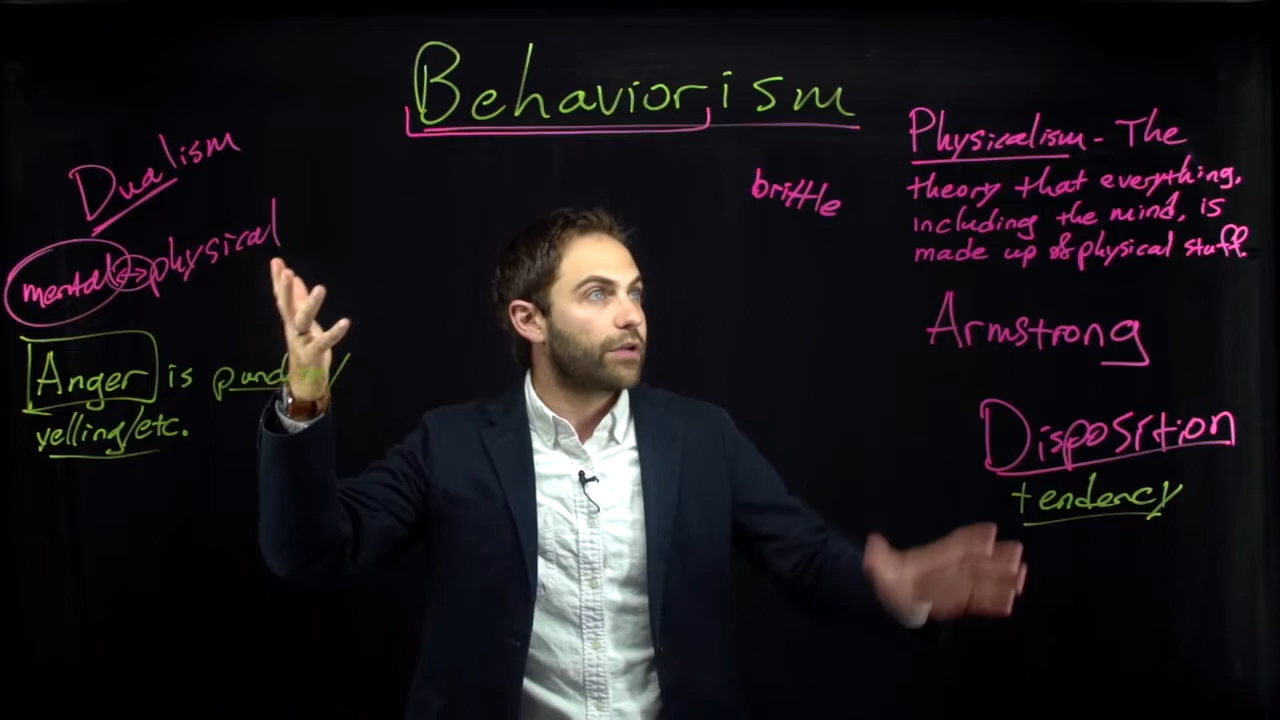 Behaviorism
Dualism
mental ↔ physical
Anger is
yelling/etc.
brittle
Physicalism - The
theory that everything,
including the mind, is
made up of physical stuff.
Armstrong
Disposition
tendency